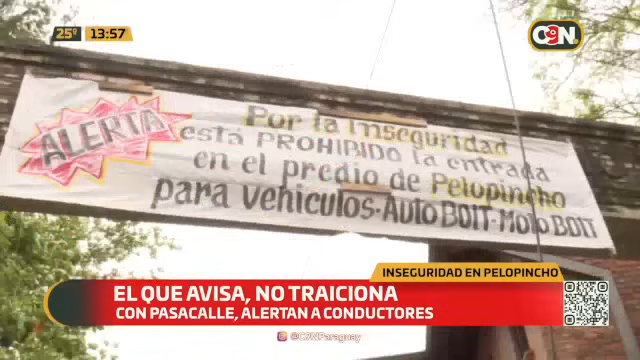 25º 13:57
C9N
ALERTA
Por la Inseguridad
está PROHIBIDO la entrada
en el predio de Pelopincho
para vehiculos-Auto BOIT-Moto BOIT
INSEGURIDAD EN PELOPINCHO
EL QUE AVISA, NO TRAICIONA
CON PASACALLE, ALERTAN A CONDUCTORES
@C9NParaguay